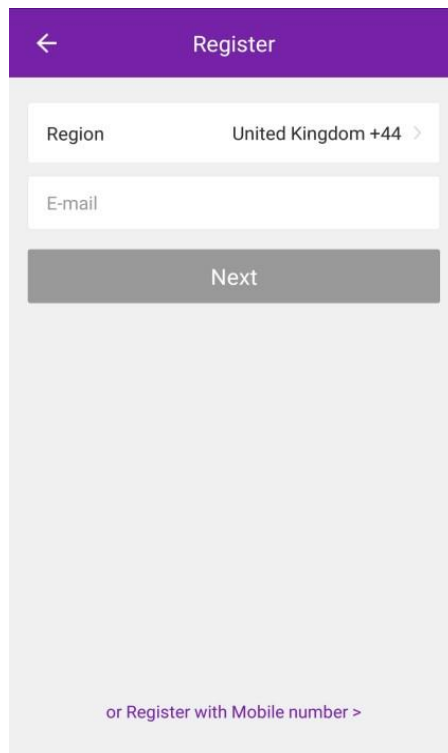 Register
Region United Kingdom +44 >
E-mail
Next
or Register with Mobile number >